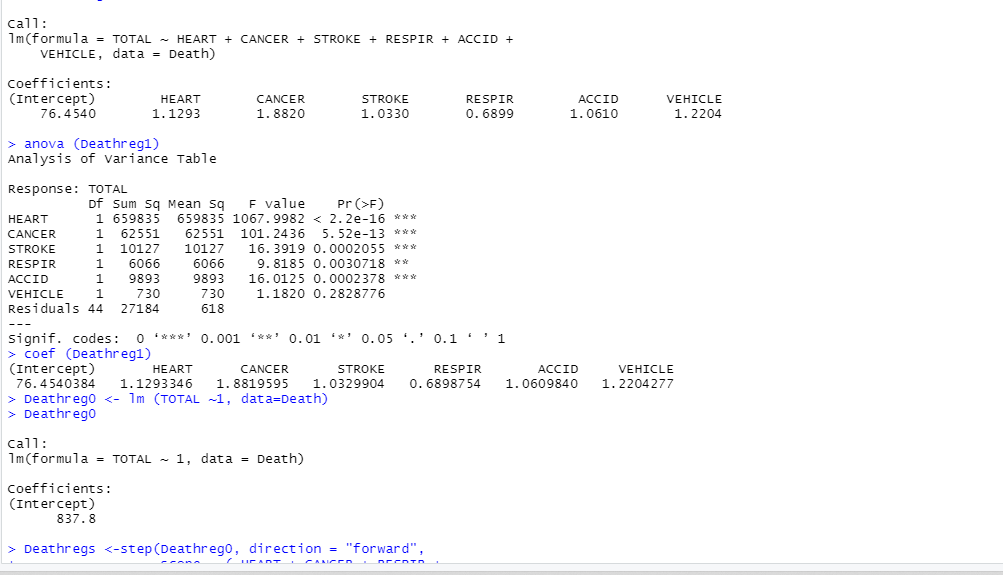 Call:
lm(formula = TOTAL ~ HEART + CANCER + STROKE + RESPIR + ACCID +
    VEHICLE, data = Death)
Coefficients:
(Intercept)        HEART       CANCER       STROKE       RESPIR        ACCID      VEHICLE
    76.4540       1.1293       1.8820       1.0330       0.6899       1.0610       1.2204
> anova (Deathreg1)
Analysis of Variance Table
Response: TOTAL
          Df Sum Sq Mean Sq   F value    Pr(>F)
HEART      1 659835  659835 1067.9982 < 2.2e-16 ***
CANCER     1  62551   62551  101.2436  5.52e-13 ***
STROKE     1  10127   10127   16.3919 0.0002055 ***
RESPIR     1   6066    6066    9.8185 0.0030718 **
ACCID      1   9893    9893   16.0125 0.0002378 ***
VEHICLE    1    730     730    1.1820 0.2828776
Residuals 44  27184     618
---
Signif. codes:  0 ‘***’ 0.001 ‘**’ 0.01 ‘*’ 0.05 ‘.’ 0.1 ‘ ’ 1
> coef (Deathreg1)
(Intercept)       HEART      CANCER      STROKE      RESPIR       ACCID     VEHICLE
 76.4540384   1.1293346   1.8819595   1.0329904   0.6898754   1.0609840   1.2204277
> Deathreg0 <- lm (TOTAL ~1, data=Death)
> Deathreg0
Call:
lm(formula = TOTAL ~ 1, data = Death)
Coefficients:
(Intercept)
      837.8
> Deathregs <-step(Deathreg0, direction = "forward",